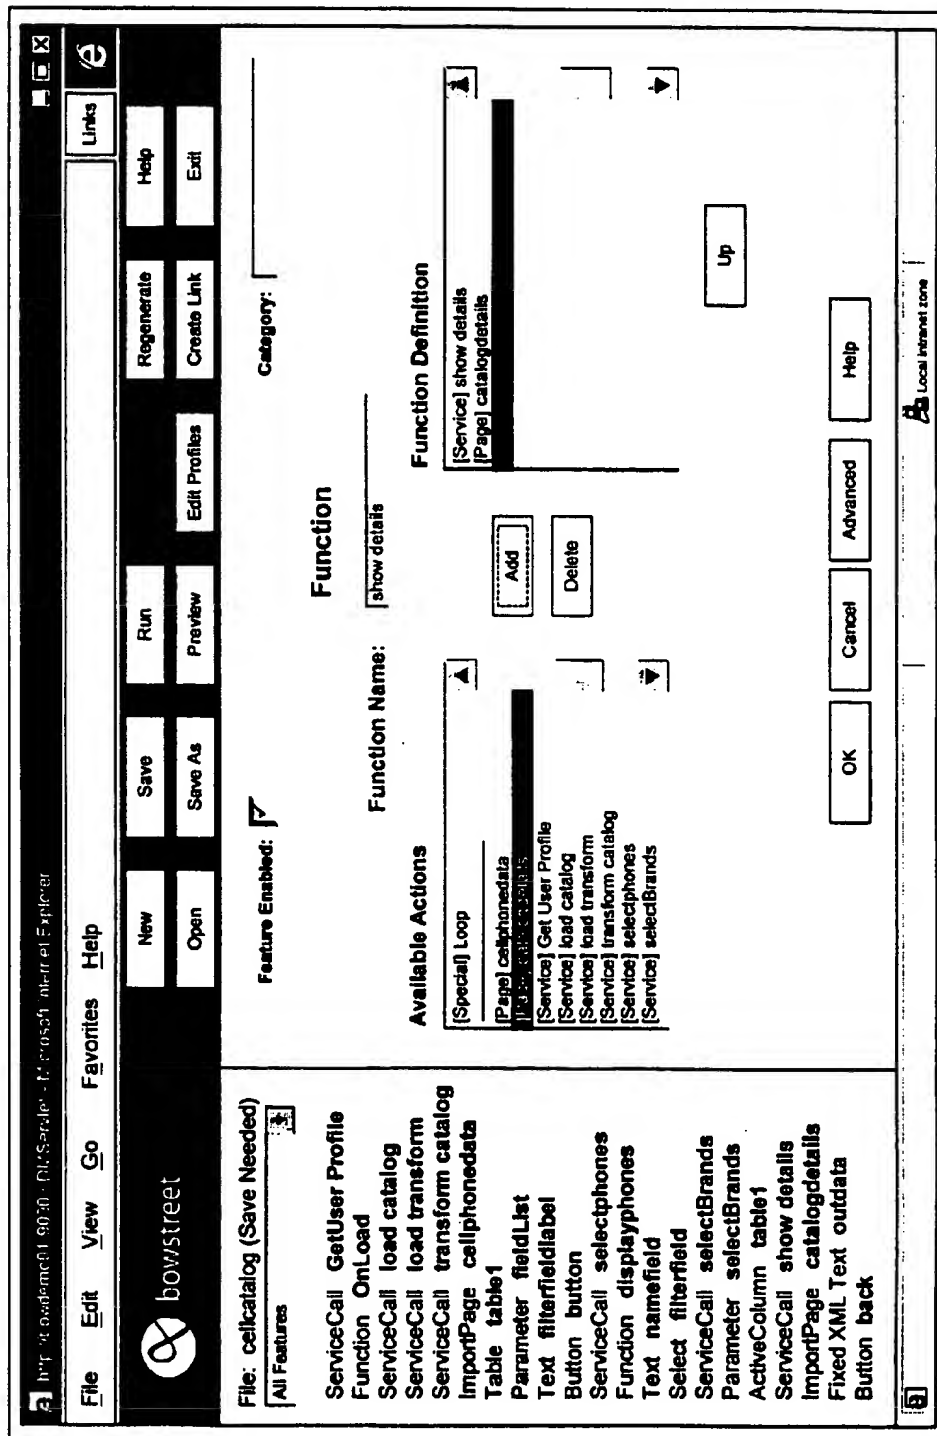 Microsoft Internet Explorer
File Edit View Go Favorites Help
Links
bowstreet
New Save Run Regenerate Help
Open Save As Preview Edit Profiles Create Link Exit
File: cellcatalog (Save Needed)
All Features
ServiceCall GetUser Profile
Function OnLoad
ServiceCall load catalog
ServiceCall load transform
ServiceCall transform catalog
ImportPage cellphonedata
Table table1
Parameter fieldList
Text filterfieldlabel
Button button
ServiceCall selectphones
Function displayphones
Text namefield
Select filterfield
ServiceCall selectBrands
Parameter selectBrands
ActiveColumn table1
ServiceCall show details
ImportPage catalogdetails
Fixed XML Text outdata
Button back
Feature Enabled:
Category:
Function
Function Name: show details
Available Actions
[Special] Loop
[Page] cellphonedata
[Service] Get User Profile
[Service] load catalog
[Service] load transform
[Service] transform catalog
[Service] selectphones
[Service] selectBrands
Add
Delete
Function Definition
[Service] show details
[Page] catalogdetails
Up
OK Cancel Advanced Help
Local intranet zone